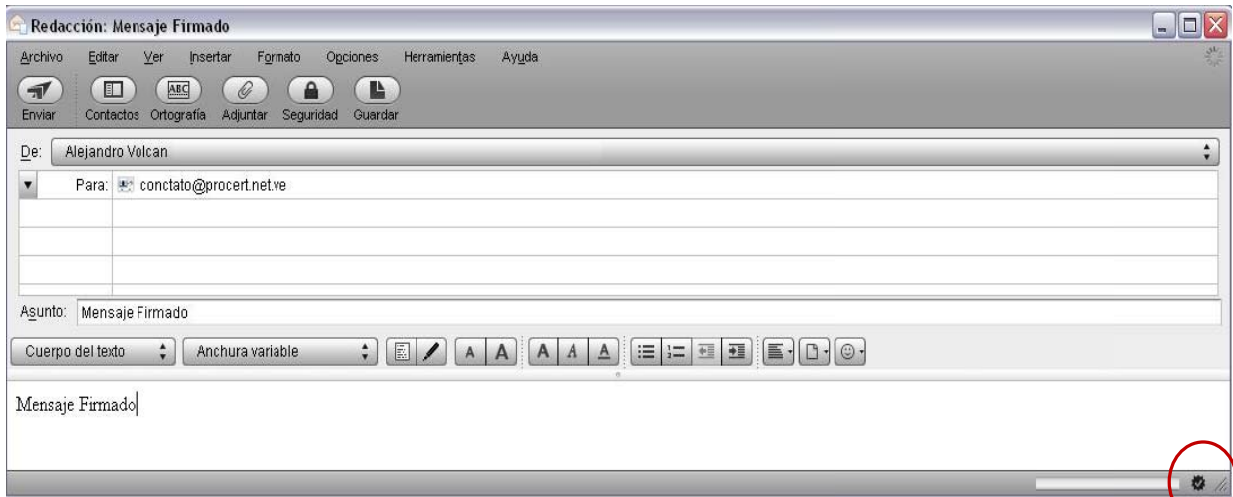 Redacción: Mensaje Firmado
Archivo Editar Ver Insertar Formato Opciones Herramientas Ayuda
ABC
Enviar Contactos Ortografía Adjuntar Seguridad Guardar
De: Alejandro Volcan
Para: conctato@procert.net.ve
Asunto: Mensaje Firmado
Cuerpo del texto Anchura variable A A A A A
Mensaje Firmado